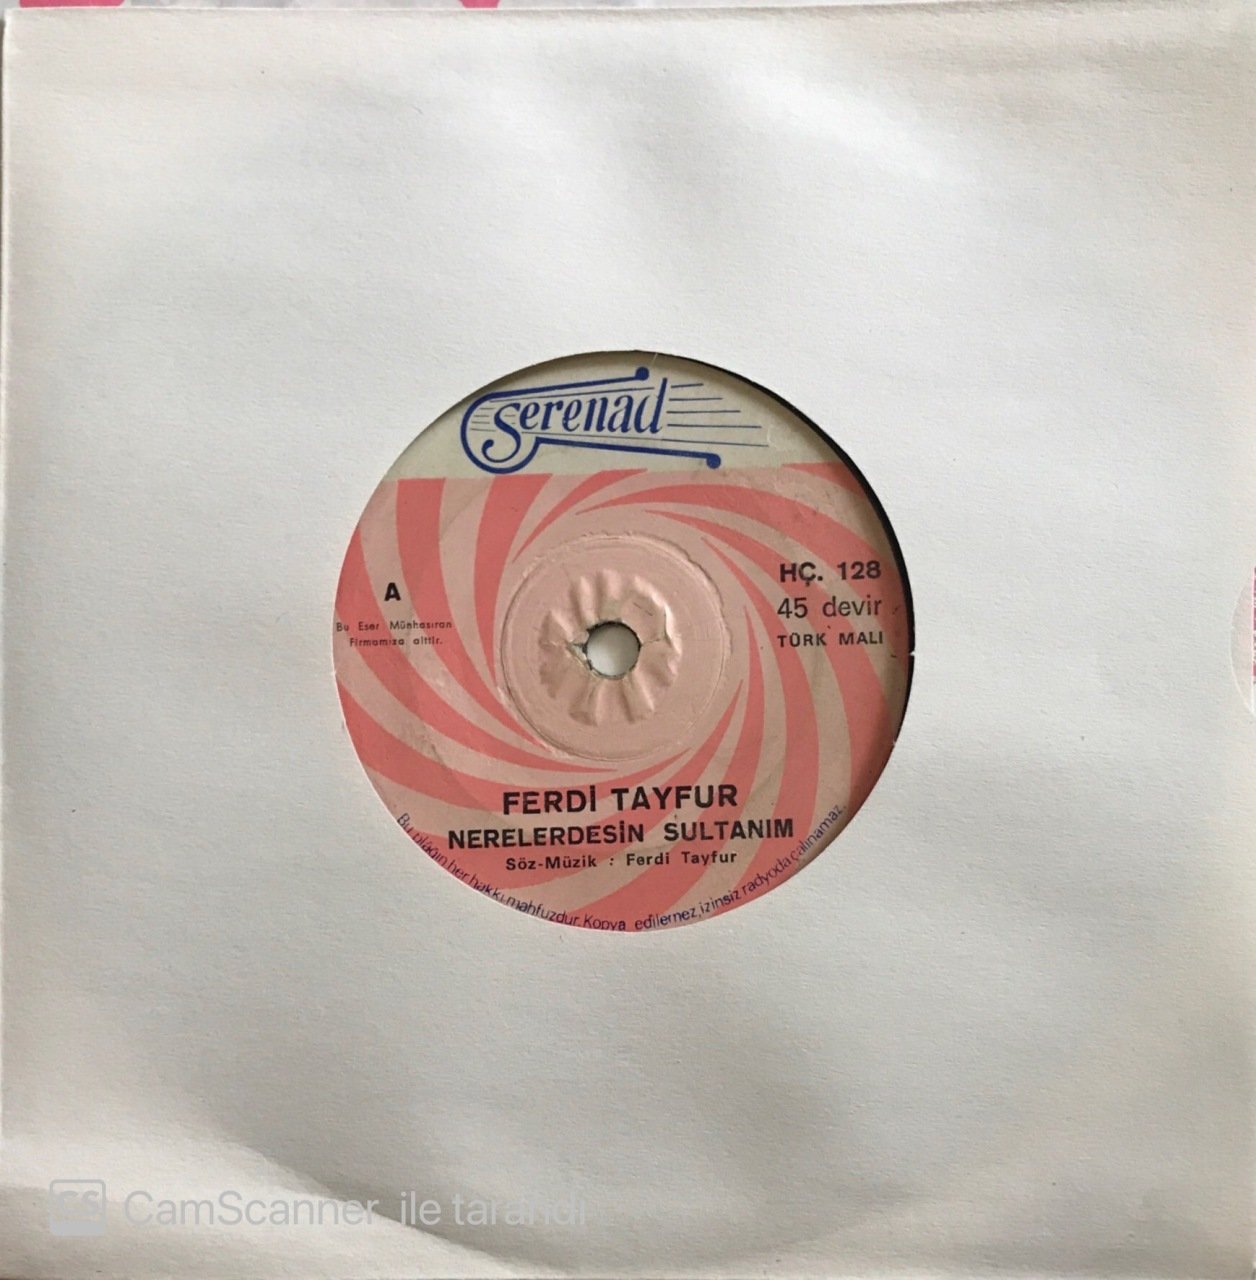 Serenad
A
Bu Eser Münhasıran
Firmamıza aittir.
HÇ. 128
45 devir
TÜRK MALI
FERDİ TAYFUR
NERELERDESİN SULTANIM
Söz-Müzik : Ferdi Tayfur
Bu plağın her hakkı mahfuzdur. Kopya edilemez, izinsiz radyoda çalınamaz.
CS CamScanner ile tarandı